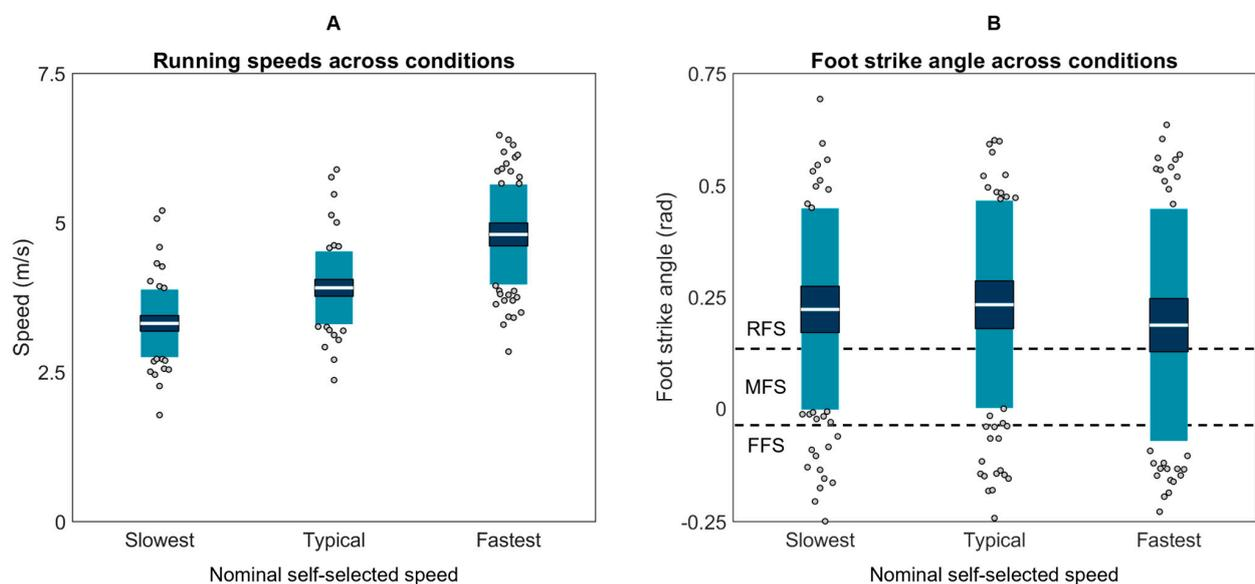 A
Running speeds across conditions
7.5
5
2.5
0
Speed (m/s)
Slowest
Typical
Fastest
Nominal self-selected speed
B
Foot strike angle across conditions
0.75
0.5
0.25
0
-0.25
Foot strike angle (rad)
RFS
MFS
FFS
Slowest
Typical
Fastest
Nominal self-selected speed